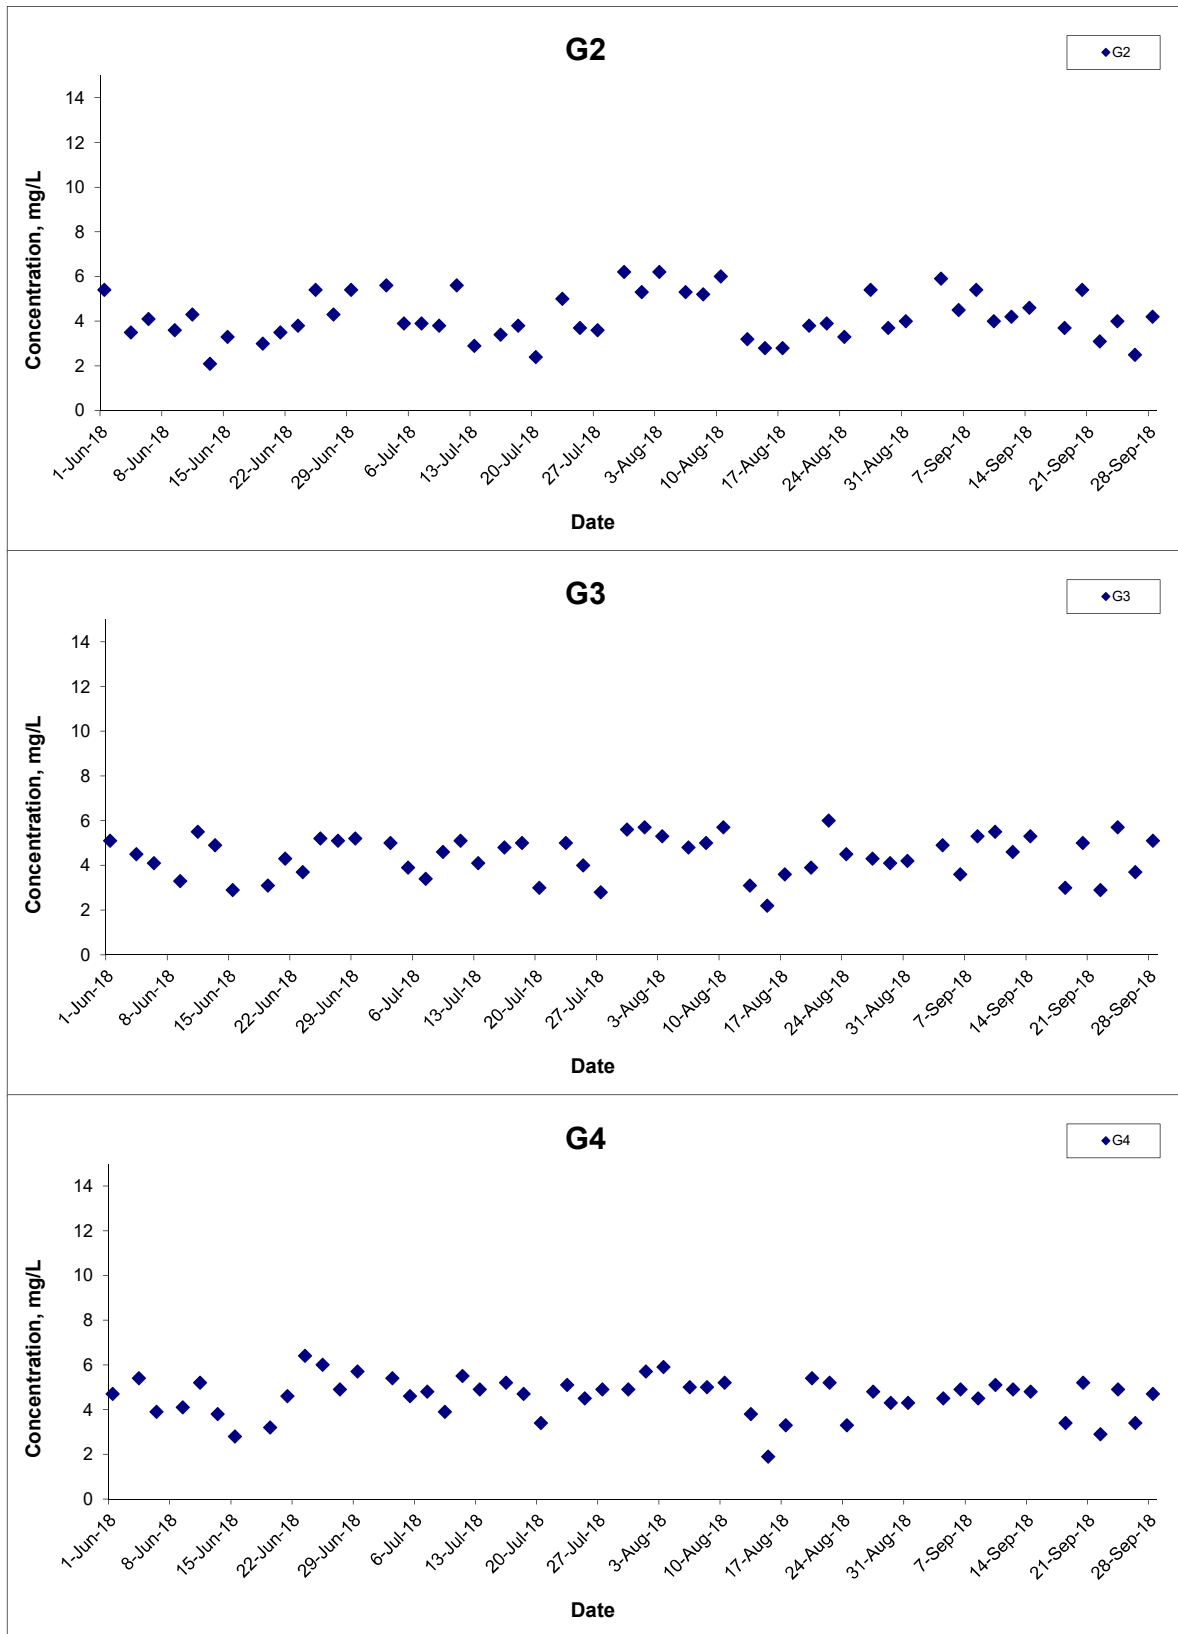 G2
G2
14
12
10
8
6
4
2
0
Concentration, mg/L
1-Jun-18
8-Jun-18
15-Jun-18
22-Jun-18
29-Jun-18
6-Jul-18
13-Jul-18
20-Jul-18
27-Jul-18
3-Aug-18
10-Aug-18
17-Aug-18
24-Aug-18
31-Aug-18
7-Sep-18
14-Sep-18
21-Sep-18
28-Sep-18
Date
G3
G3
14
12
10
8
6
4
2
0
Concentration, mg/L
1-Jun-18
8-Jun-18
15-Jun-18
22-Jun-18
29-Jun-18
6-Jul-18
13-Jul-18
20-Jul-18
27-Jul-18
3-Aug-18
10-Aug-18
17-Aug-18
24-Aug-18
31-Aug-18
7-Sep-18
14-Sep-18
21-Sep-18
28-Sep-18
Date
G4
G4
14
12
10
8
6
4
2
0
Concentration, mg/L
1-Jun-18
8-Jun-18
15-Jun-18
22-Jun-18
29-Jun-18
6-Jul-18
13-Jul-18
20-Jul-18
27-Jul-18
3-Aug-18
10-Aug-18
17-Aug-18
24-Aug-18
31-Aug-18
7-Sep-18
14-Sep-18
21-Sep-18
28-Sep-18
Date